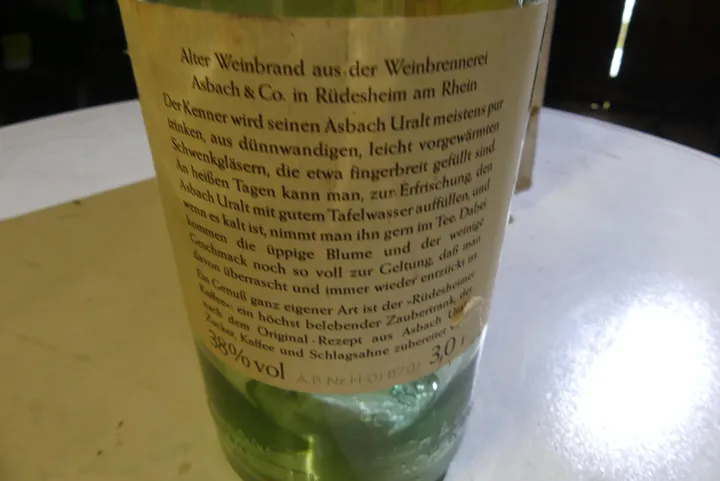 Alter Weinbrand aus der Weinbrennerei
Asbach & Co. in Rüdesheim am Rhein
Der Kenner wird seinen Asbach Uralt meistens pur
trinken, aus dünnwandigen, leicht vorgewärmten
Schwenkgläsern, die etwa fingerbreit gefüllt sind.
An heißen Tagen kann man, zur Erfrischung, den
Asbach Uralt mit gutem Tafelwasser auffüllen, und
wenn es kalt ist, nimmt man ihn gern im Tee. Dabei
kommen die üppige Blume und der weinige
Geschmack noch so voll zur Geltung, daß man
davon überrascht und immer wieder entzückt ist
Ein Genuß ganz eigener Art ist der »Rüdesheimer
Kaffee« ein höchst belebender Zaubertrank, der
nach dem Original-Rezept aus Asbach Uralt
Zucker, Kaffee und Schlagsahne zubereitet
38% vol A.P. Nr. 3,0 l